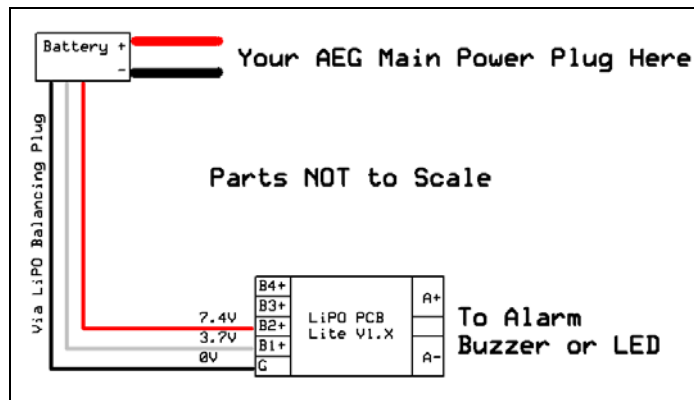 Battery +
-
Your AEG Main Power Plug Here
Via LiPO Balancing Plug
Parts NOT to Scale
7.4V
3.7V
0V
B4+
B3+
B2+
B1+
G
LiPO PCB
Lite V1.X
A+
A-
To Alarm
Buzzer or LED